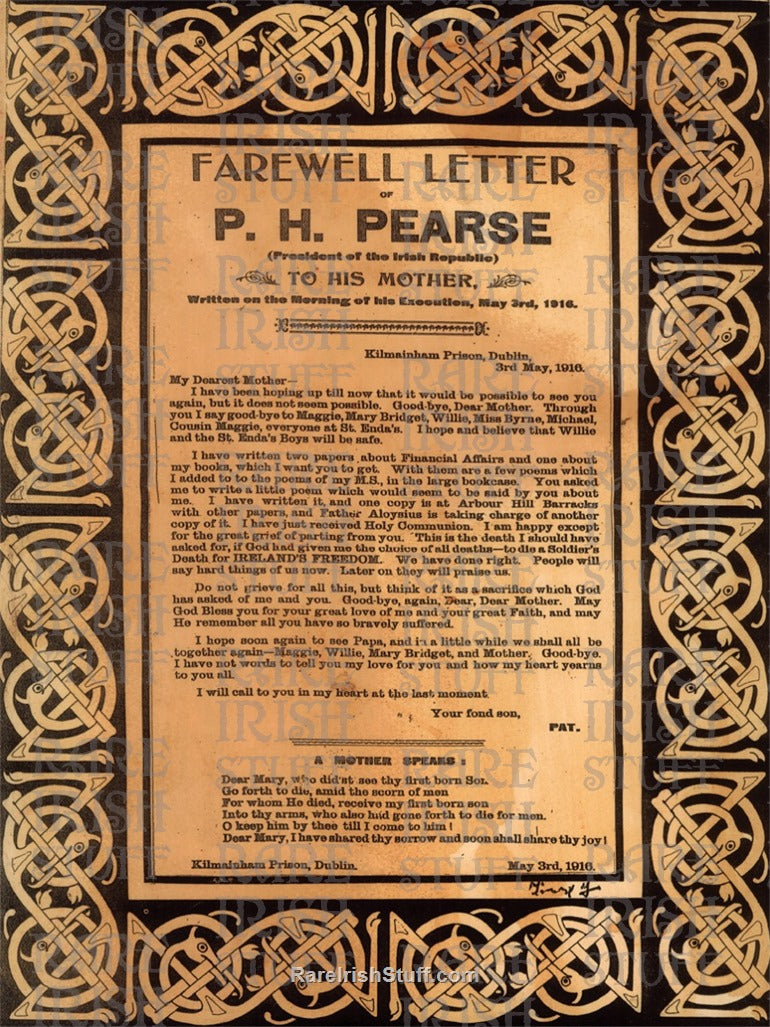 FAREWELL LETTER
OF
P. H. PEARSE
(President of the Irish Republic)
TO HIS MOTHER,
Written on the Morning of his Execution, May 3rd, 1916.
Kilmainham Prison, Dublin,
3rd May, 1916.
My Dearest Mother—
I have been hoping up till now that it would be possible to see you
again, but it does not seem possible. Good-bye, Dear Mother. Through
you I say good-bye to Maggie, Mary Bridget, Willie, Miss Byrne, Michael,
Cousin Maggie, everyone at St. Enda's. I hope and believe that Willie
and the St. Enda's Boys will be safe.
I have written two papers about Financial Affairs and one about
my books, which I want you to get. With them are a few poems which
I added to to the poems of my M.S., in the large bookcase. You asked
me to write a little poem which would seem to be said by you about
me. I have written it, and one copy is at Arbour Hill Barracks
with other papers, and Father Aloysius is taking charge of another
copy of it. I have just received Holy Communion. I am happy except
for the great grief of parting from you. This is the death I should have
asked for, if God had given me the choice of all deaths—to die a Soldier's
Death for IRELAND'S FREEDOM. We have done right. People will
say hard things of us now. Later on they will praise us.
Do not grieve for all this, but think of it as a sacrifice which God
has asked of me and you. Good-bye, again, Dear, Dear Mother. May
God Bless you for your great love of me and your great Faith, and may
He remember all you have so bravely suffered.
I hope soon again to see Papa, and in a little while we shall all be
together again—Maggie, Willie, Mary Bridget, and Mother. Good-bye.
I have not words to tell you my love for you and how my heart yearns
to you all.
I will call to you in my heart at the last moment
Your fond son,
PAT.
A MOTHER SPEAKS:
Dear Mary, who did'st see thy first born Son
Go forth to die, amid the scorn of men
For whom He died, receive my first born son
Into thy arms, who also had gone forth to die for men.
O keep him by thee till I come to him!
Dear Mary, I have shared thy sorrow and soon shall share thy joy!
Kilmainham Prison, Dublin. May 3rd, 1916.
RareIrishStuff.com
RARE IRISH STUFF